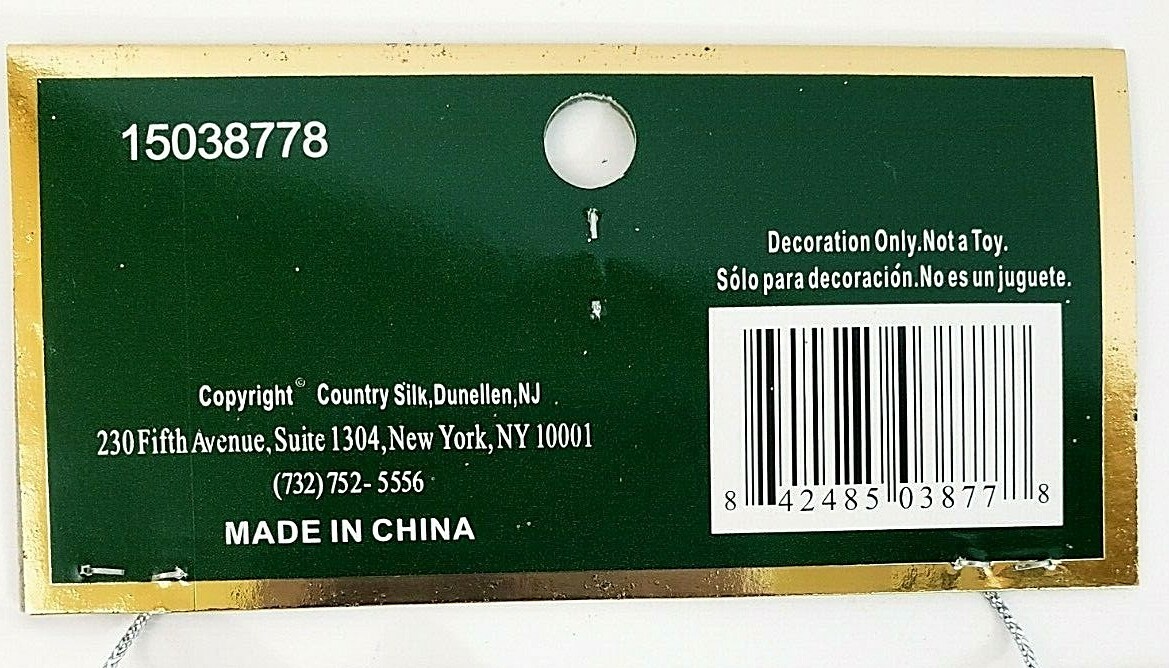 15038778
Decoration Only.Not a Toy.
Sólo para decoración.No es un juguete.
Copyright© Country Silk,Dunellen,NJ
230 Fifth Avenue, Suite 1304, New York, NY 10001
(732) 752- 5556
MADE IN CHINA
8 42485 03877 8